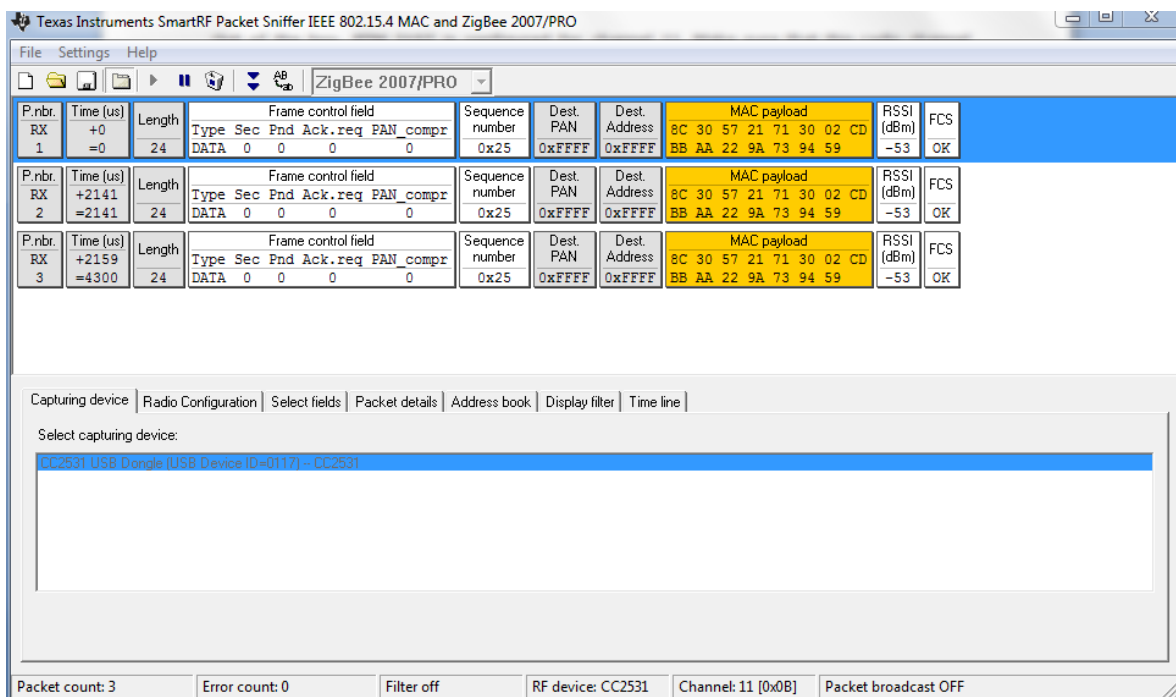 Texas Instruments SmartRF Packet Sniffer IEEE 802.15.4 MAC and ZigBee 2007/PRO
File Settings Help
ZigBee 2007/PRO
P.nbr. Time (us) Length Frame control field Sequence number Dest. PAN Dest. Address MAC payload RSSI (dBm) FCS
RX +0 Type Sec Pnd Ack.req PAN_compr 8C 30 57 21 71 30 02 CD
1 =0 24 DATA 0 0 0 0 0x25 0xFFFF 0xFFFF BB AA 22 9A 73 94 59 -53 OK
P.nbr. Time (us) Length Frame control field Sequence number Dest. PAN Dest. Address MAC payload RSSI (dBm) FCS
RX +2141 Type Sec Pnd Ack.req PAN_compr 8C 30 57 21 71 30 02 CD
2 =2141 24 DATA 0 0 0 0 0x25 0xFFFF 0xFFFF BB AA 22 9A 73 94 59 -53 OK
P.nbr. Time (us) Length Frame control field Sequence number Dest. PAN Dest. Address MAC payload RSSI (dBm) FCS
RX +2159 Type Sec Pnd Ack.req PAN_compr 8C 30 57 21 71 30 02 CD
3 =4300 24 DATA 0 0 0 0 0x25 0xFFFF 0xFFFF BB AA 22 9A 73 94 59 -53 OK
Capturing device Radio Configuration Select fields Packet details Address book Display filter Time line
Select capturing device:
CC2531 USB Dongle (USB Device ID=0117) -- CC2531
Packet count: 3 Error count: 0 Filter off RF device: CC2531 Channel: 11 [0x0B] Packet broadcast OFF